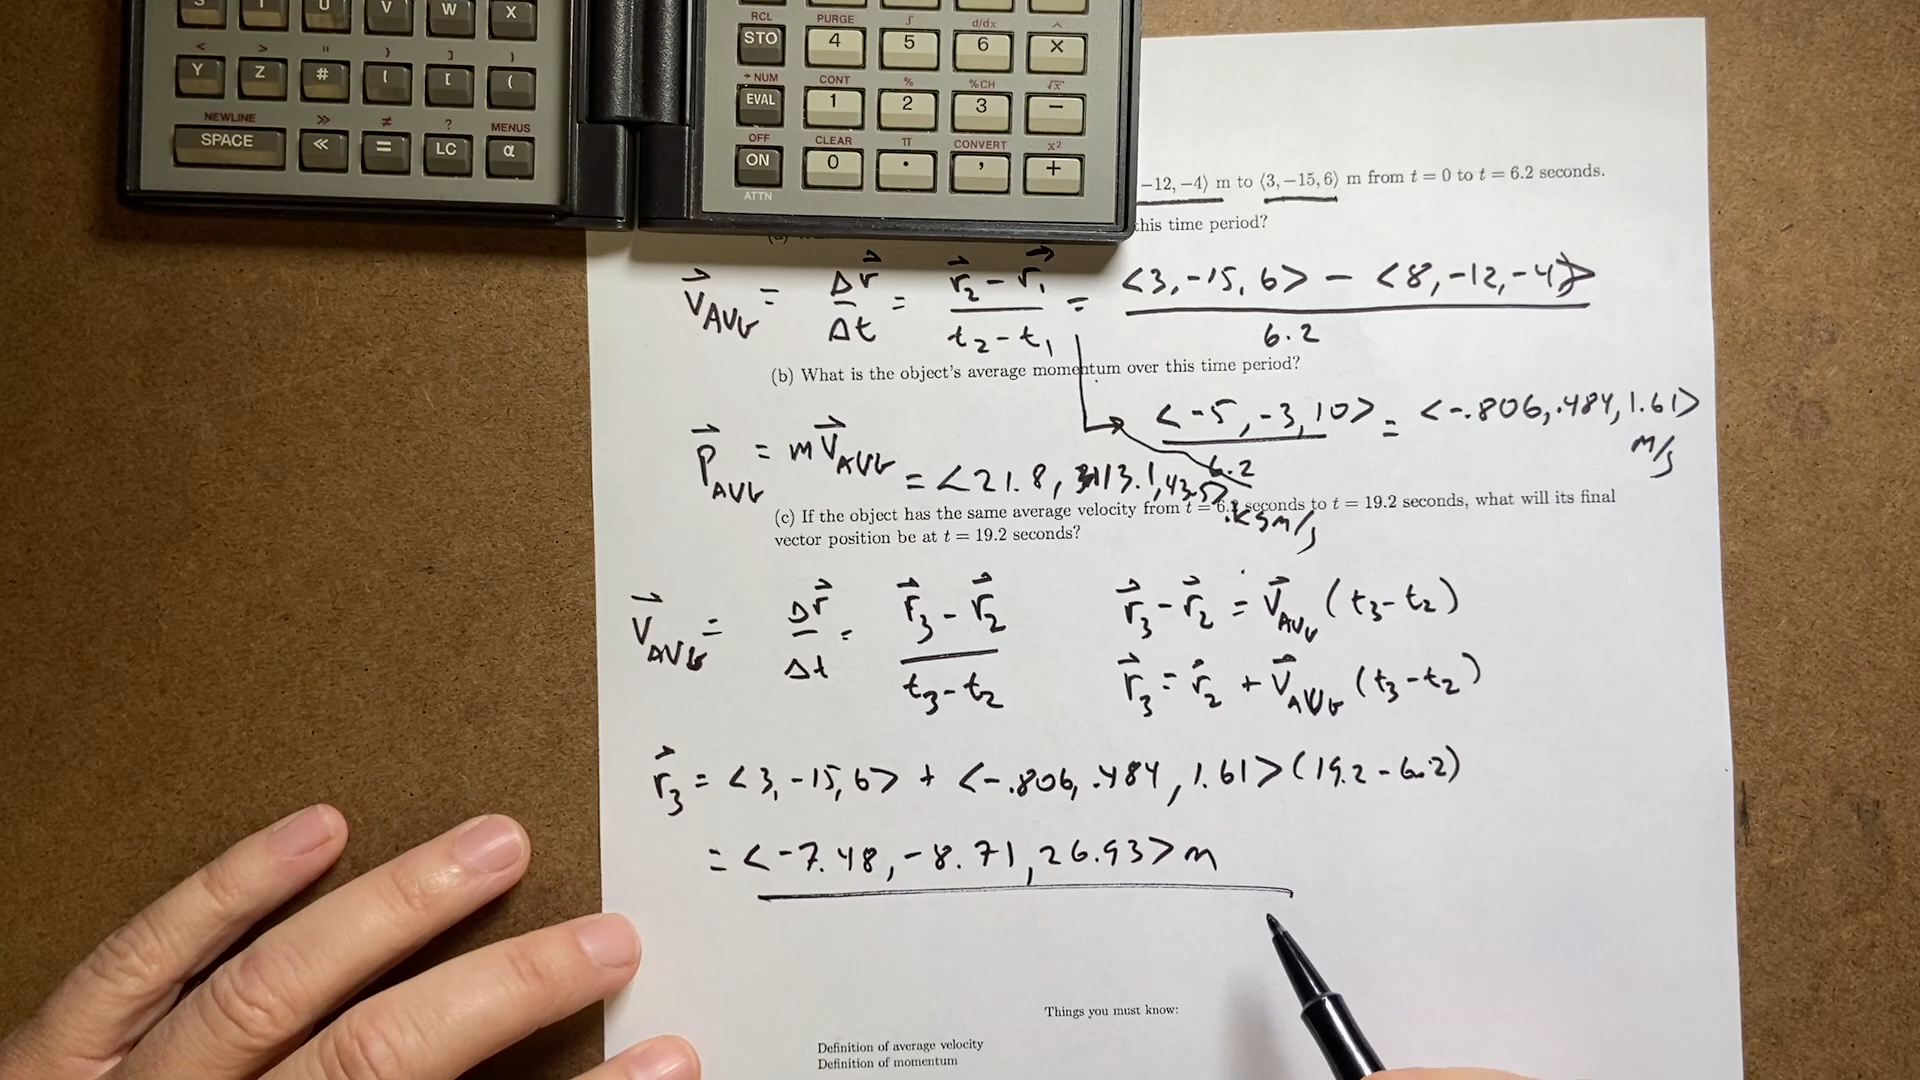 S T U V W X
< > " ) ] )
Y Z # ( [ (
NEWLINE >> ≠ ? MENUS
SPACE << = LC α
RCL PURGE ∫ d/dx ^
STO 4 5 6 ×
→NUM CONT % %CH √x
EVAL 1 2 3 −
OFF CLEAR π CONVERT x²
ON 0 . , +
ATTN
−12, −4⟩ m to ⟨3, −15, 6⟩ m from t = 0 to t = 6.2 seconds.
this time period?
V⃗AVG = Δr⃗/Δt = (r⃗2 - r⃗1)/(t2 - t1) = (<3, -15, 6> - <8, -12, -4>)/6.2
(b) What is the object's average momentum over this time period?
<-5, -3, 10>/6.2 = <-.806, .484, 1.61> m/s
P⃗AVG = mV⃗AVG = <21.8, 13.1, 43.5> kgm/s
(c) If the object has the same average velocity from t = 6.2 seconds to t = 19.2 seconds, what will its final
vector position be at t = 19.2 seconds?
V⃗AVG = Δr⃗/Δt = (r⃗3 - r⃗2)/(t3 - t2)
r⃗3 - r⃗2 = V⃗AVG (t3 - t2)
r⃗3 = r⃗2 + V⃗AVG (t3 - t2)
r⃗3 = <3, -15, 6> + <-.806, .484, 1.61>(19.2 - 6.2)
= <-7.48, -8.71, 26.93> m
Things you must know:
Definition of average velocity
Definition of momentum